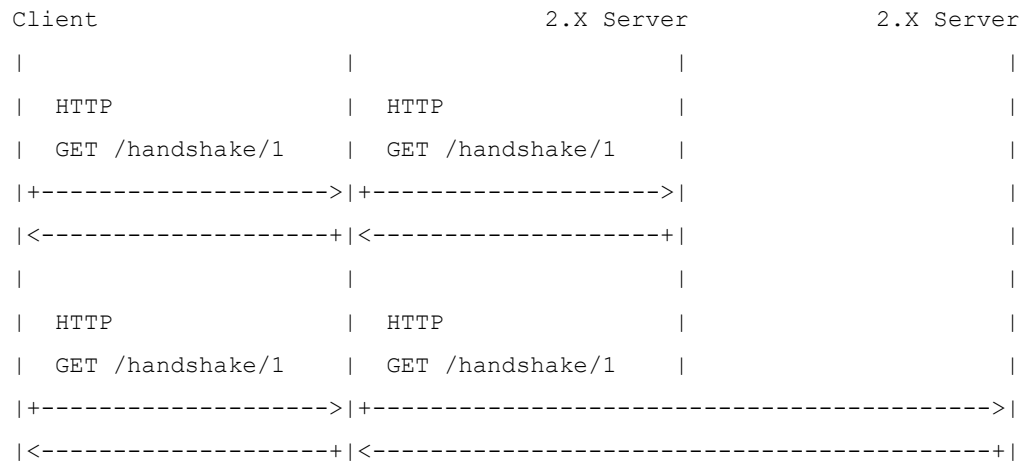 Client                               2.X Server             2.X Server
|                      |                      |                      |
|  HTTP                |  HTTP                |                      |
|  GET /handshake/1    |  GET /handshake/1    |                      |
|+-------------------->|+-------------------->|                      |
|<--------------------+|<--------------------+|                      |
|                      |                      |                      |
|  HTTP                |  HTTP                |                      |
|  GET /handshake/1    |  GET /handshake/1    |                      |
|+-------------------->|+------------------------------------------->|
|<--------------------+|<-------------------------------------------+|